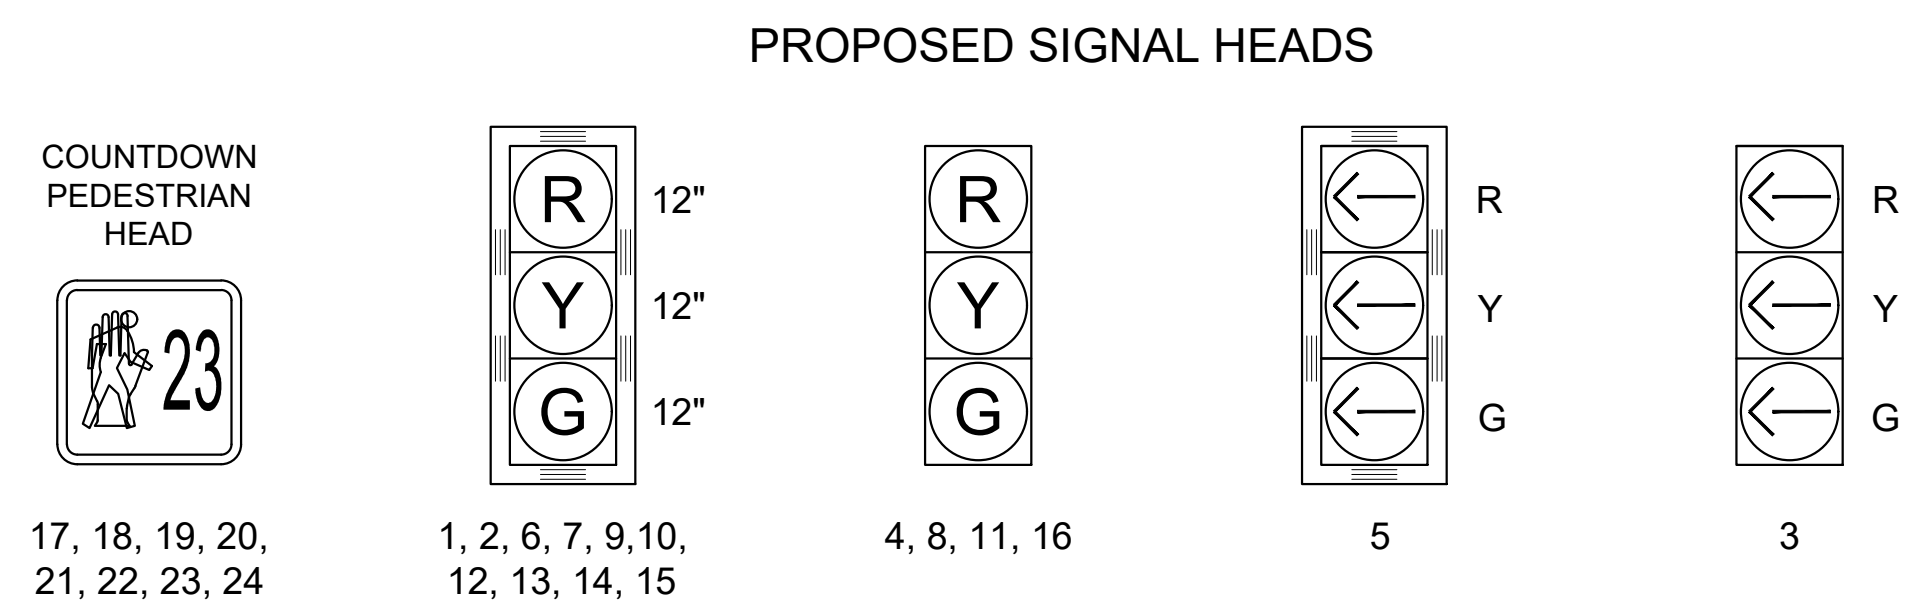 PROPOSED SIGNAL HEADS
COUNTDOWN
PEDESTRIAN
HEAD
23
17, 18, 19, 20,
21, 22, 23, 24
R 12"
Y 12"
G 12"
1, 2, 6, 7, 9,10,
12, 13, 14, 15
R
Y
G
4, 8, 11, 16
R
Y
G
5
R
Y
G
3